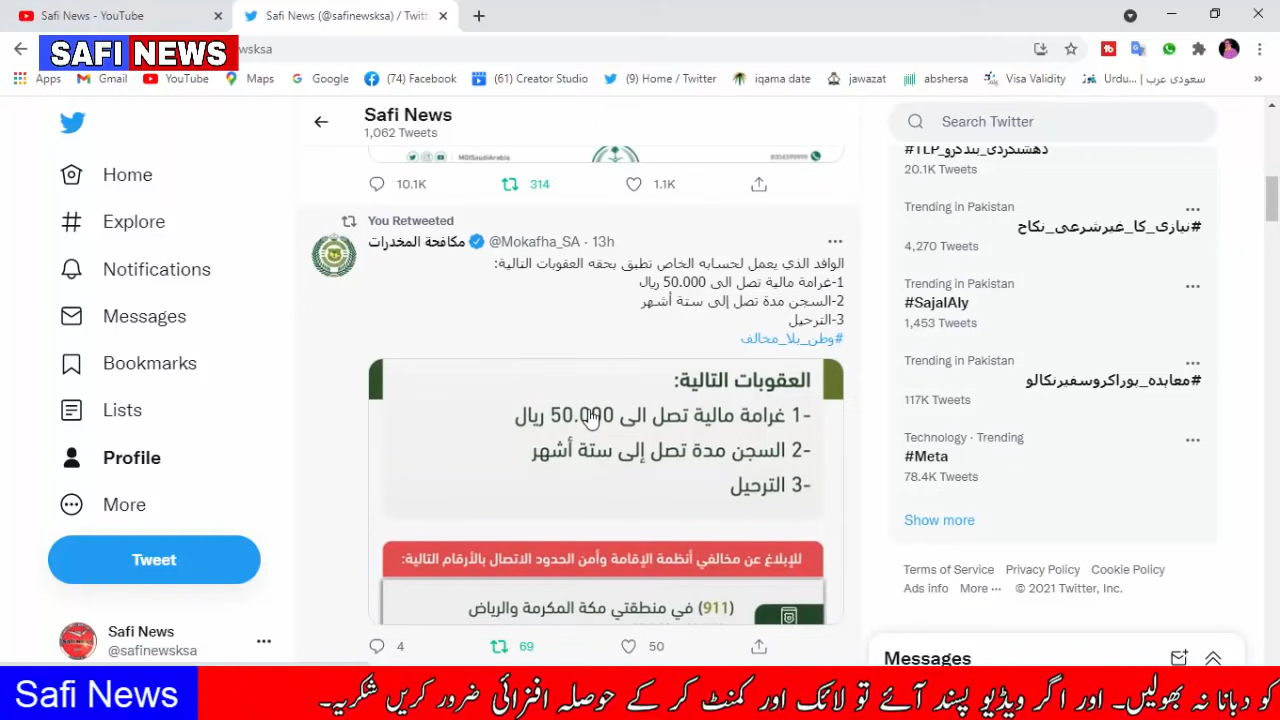 Safi News - YouTube
Safi News (@safinewsksa) / Twitt
SAFI NEWS
wsksa
Apps
Gmail
YouTube
Maps
Google
(74) Facebook
(61) Creator Studio
(9) Home / Twitter
iqama date
jawazat
abshersa
Visa Validity
سعودی عرب | Urdu...
Safi News
1,062 Tweets
Home
Explore
Notifications
Messages
Bookmarks
Lists
Profile
More
Tweet
Safi News
@safinewsksa
MOISaudiArabia
10.1K
314
1.1K
You Retweeted
مكافحة المخدرات @Mokafha_SA · 13h
الوافد الذي يعمل لحسابه الخاص تطبق بحقه العقوبات التالية:
1-غرامة مالية تصل الى 50.000 ريال
2-السجن مدة تصل إلى ستة أشهر
3-الترحيل
#وطن_بلا_مخالف
العقوبات التالية:
1- غرامة مالية تصل الى 50.000 ريال
2- السجن مدة تصل إلى ستة أشهر
3- الترحيل
للإبلاغ عن مخالفي أنظمة الإقامة وأمن الحدود الاتصال بالأرقام التالية:
(911) في منطقتي مكة المكرمة والرياض
4
69
50
Search Twitter
#دهشتگردی_بندکرو_TLP
20.1K Tweets
Trending in Pakistan
#نیازی_کا_غیرشرعی_نکاح
4,270 Tweets
Trending in Pakistan
#SajalAly
1,453 Tweets
Trending in Pakistan
#معاہدہ_پوراکروسفیرنکالو
117K Tweets
Technology · Trending
#Meta
78.4K Tweets
Show more
Terms of Service Privacy Policy Cookie Policy
Ads info More ··· © 2021 Twitter, Inc.
Messages
Safi News
کو دبانا نہ بھولیں۔ اور اگر ویڈیو پسند آئے تو لائک اور کمنٹ کر کے حوصلہ افزائی ضرور کریں شکریہ۔